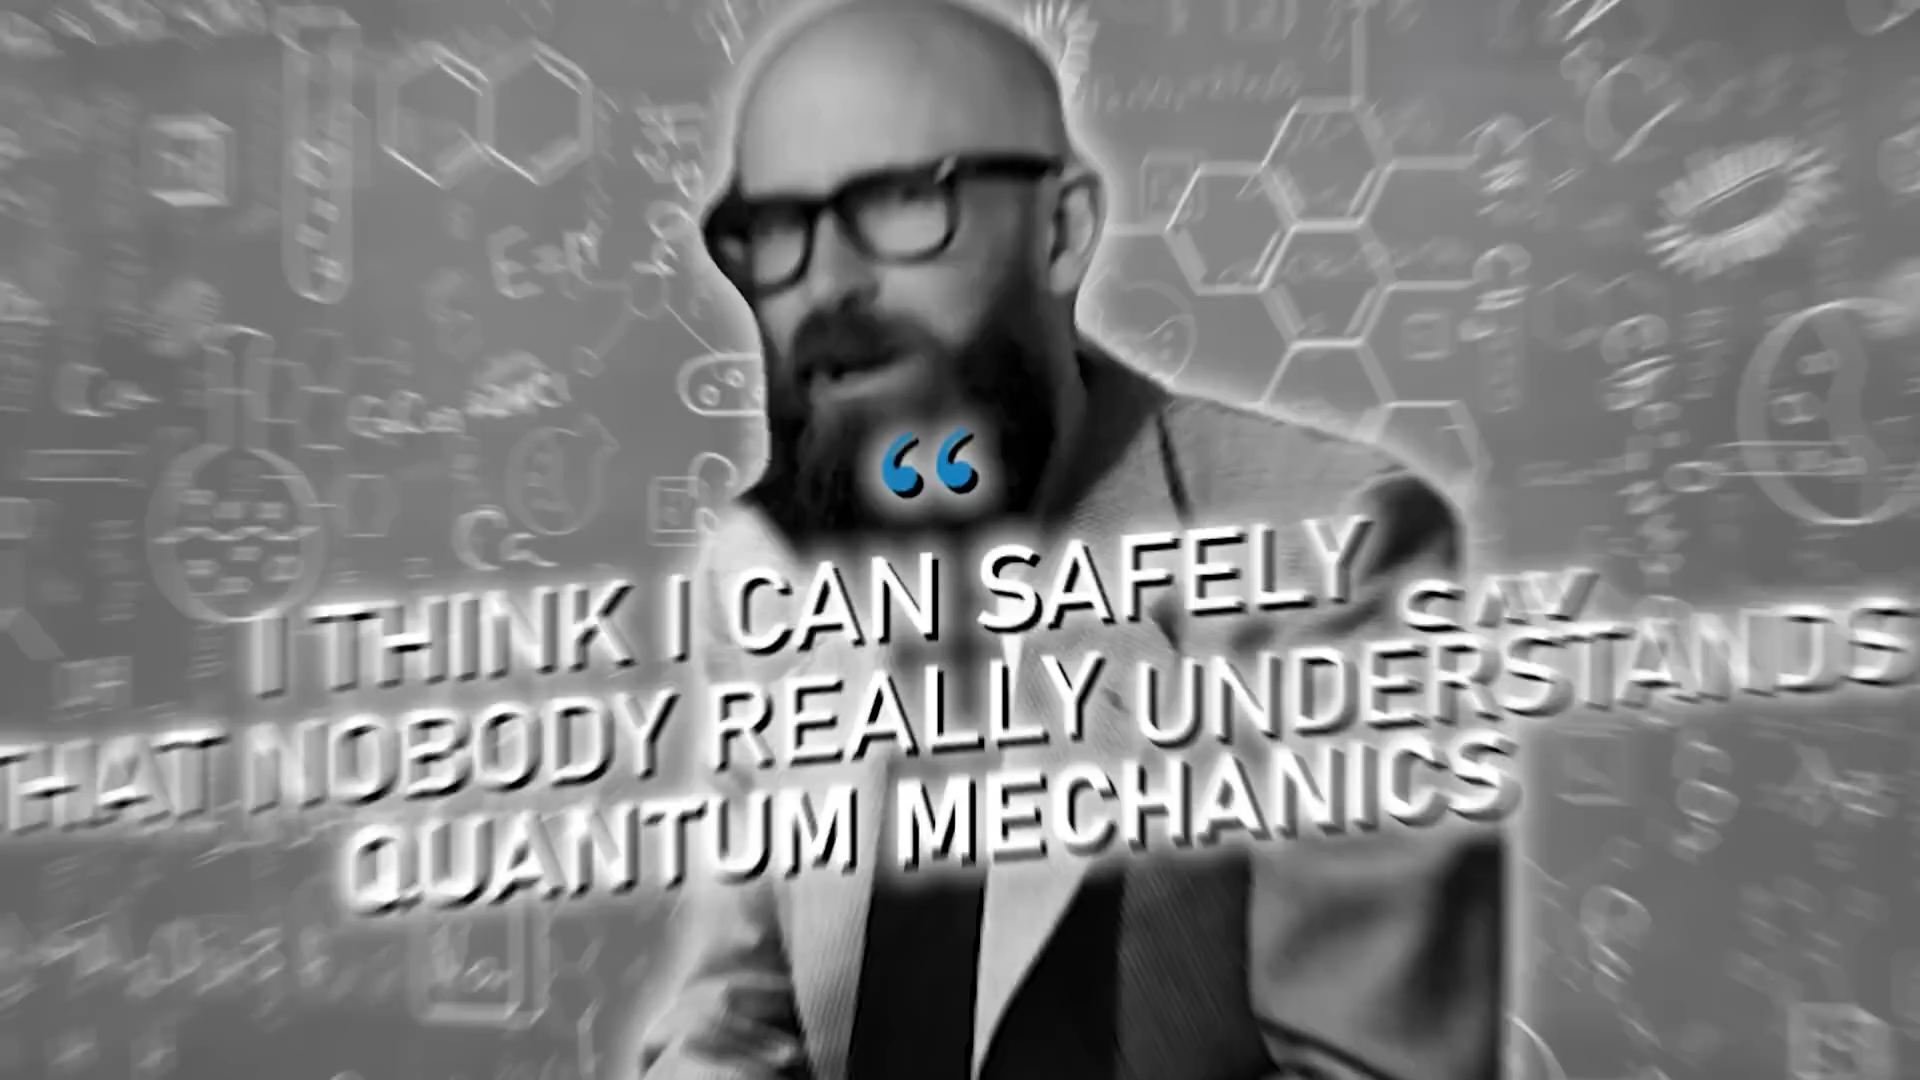 “
I THINK I CAN SAFELY SAY
THAT NOBODY REALLY UNDERSTANDS
QUANTUM MECHANICS